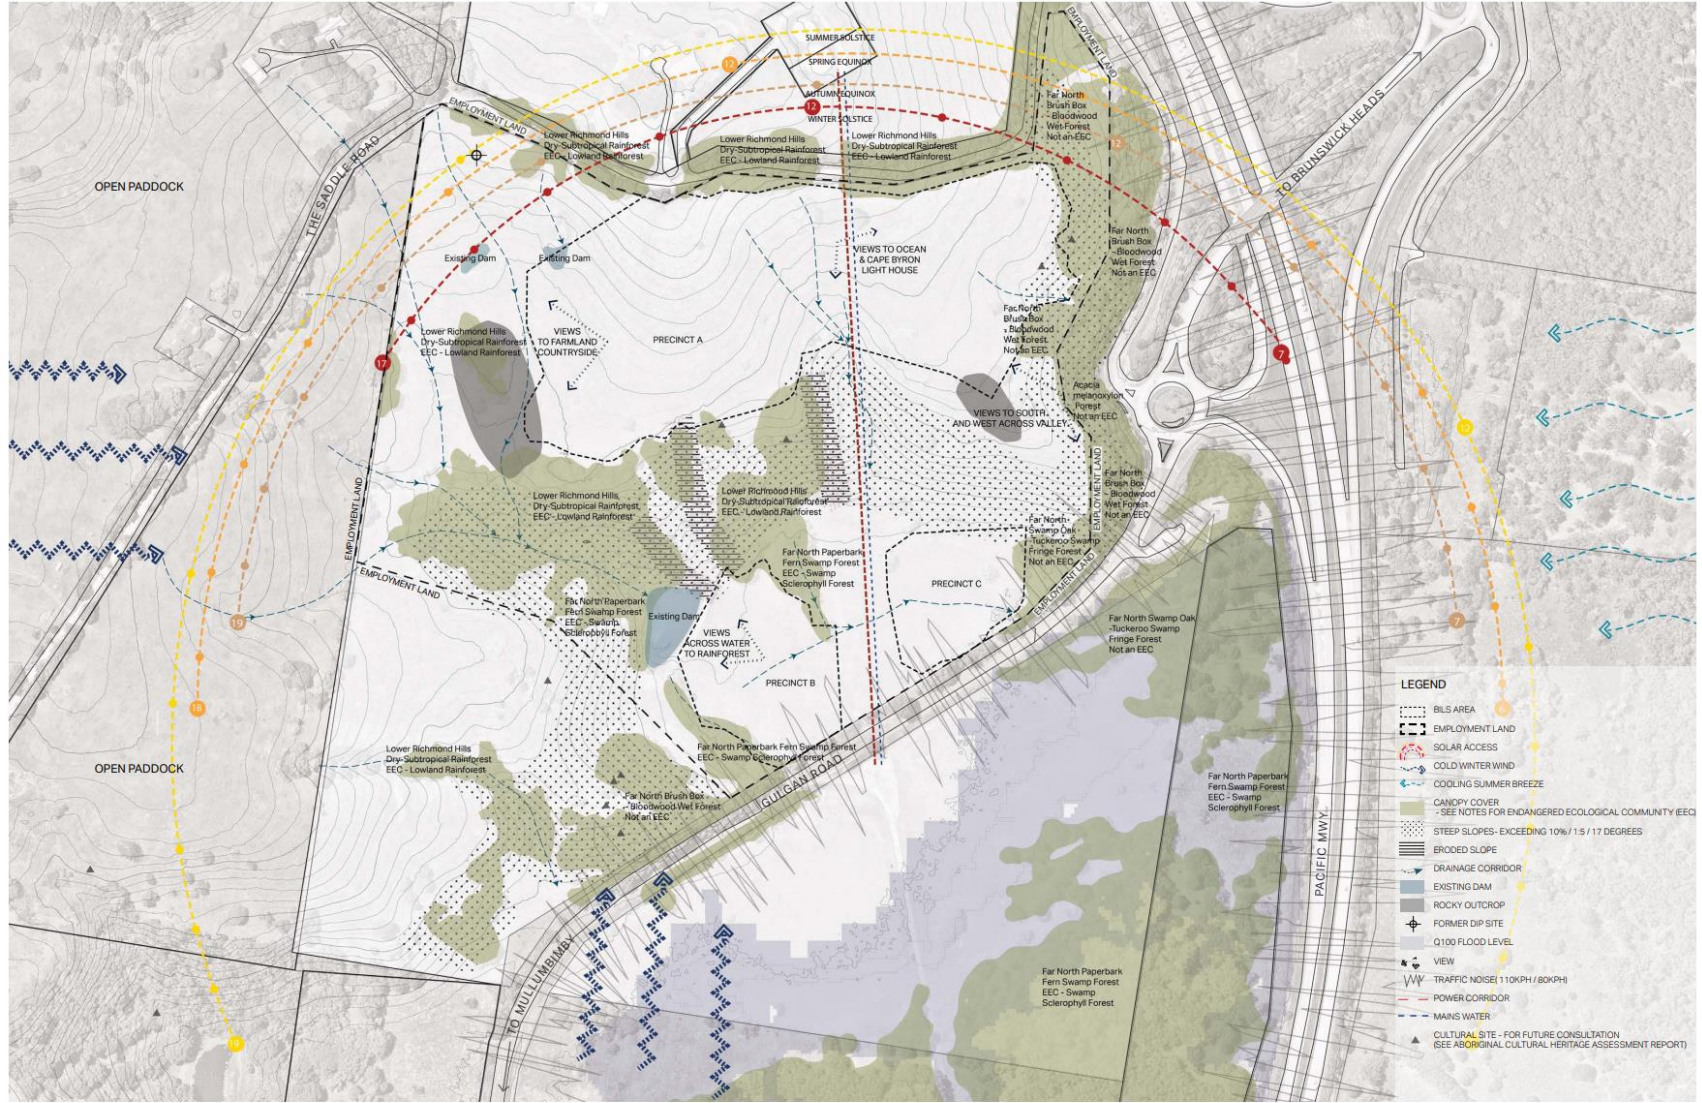 SUMMER SOLSTICE
SPRING EQUINOX
AUTUMN EQUINOX
WINTER SOLSTICE
12
12
12
12
EMPLOYMENT LAND
EMPLOYMENT LAND
OPEN PADDOCK
THE SADDLE ROAD
Lower Richmond Hills
Dry-Subtropical Rainforest
EEC - Lowland Rainforest
Lower Richmond Hills
Dry-Subtropical Rainforest
EEC - Lowland Rainforest
Lower Richmond Hills
Dry-Subtropical Rainforest
EEC - Lowland Rainforest
Far North
Brush Box
- Bloodwood
Wet Forest
Not an EEC
TO BRUNSWICK HEADS
Existing Dam
Existing Dam
VIEWS TO OCEAN
& CAPE BYRON
LIGHT HOUSE
Far North
Brush Box
- Bloodwood
Wet Forest
Not an EEC
17
Lower Richmond Hills
Dry-Subtropical Rainforest
EEC - Lowland Rainforest
VIEWS
TO FARMLAND
COUNTRYSIDE
PRECINCT A
Far North
Brush Box
- Bloodwood
Wet Forest
Not an EEC
7
Acacia
melanoxylon
Forest
Not an EEC
VIEWS TO SOUTH
AND WEST ACROSS VALLEY
12
EMPLOYMENT LAND
EMPLOYMENT LAND
Lower Richmond Hills
Dry-Subtropical Rainforest
EEC - Lowland Rainforest
Lower Richmond Hills
Dry-Subtropical Rainforest
EEC - Lowland Rainforest
Far North
Brush Box
- Bloodwood
Wet Forest
Not an EEC
Far North
Swamp Oak
-Tuckeroo Swamp
Fringe Forest
Not an EEC
EMPLOYMENT LAND
Far North Paperbark
Fern Swamp Forest
EEC - Swamp
Sclerophyll Forest
PRECINCT C
EMPLOYMENT LAND
19
Far North Paperbark
Fern Swamp Forest
EEC - Swamp
Sclerophyll Forest
Existing Dam
VIEWS
ACROSS WATER
TO RAINFOREST
Far North Swamp Oak
-Tuckeroo Swamp
Fringe Forest
Not an EEC
7
18
PRECINCT B
6
OPEN PADDOCK
Lower Richmond Hills
Dry-Subtropical Rainforest
EEC - Lowland Rainforest
Far North Paperbark Fern Swamp Forest
EEC - Swamp Sclerophyll Forest
GULGAN ROAD
Far North Brush Box
- Bloodwood Wet Forest
Not an EEC
Far North Paperbark
Fern Swamp Forest
EEC - Swamp
Sclerophyll Forest
PACIFIC MWY
TO MULLUMBIMBY
Far North Paperbark
Fern Swamp Forest
EEC - Swamp
Sclerophyll Forest
19
LEGEND
BILS AREA
EMPLOYMENT LAND
SOLAR ACCESS
COLD WINTER WIND
COOLING SUMMER BREEZE
CANOPY COVER
- SEE NOTES FOR ENDANGERED ECOLOGICAL COMMUNITY (EEC)
STEEP SLOPES- EXCEEDING 10% / 1:5 / 17 DEGREES
ERODED SLOPE
DRAINAGE CORRIDOR
EXISTING DAM
ROCKY OUTCROP
FORMER DIP SITE
Q100 FLOOD LEVEL
VIEW
TRAFFIC NOISE( 110KPH / 80KPH)
POWER CORRIDOR
MAINS WATER
CULTURAL SITE - FOR FUTURE CONSULTATION
(SEE ABORIGINAL CULTURAL HERITAGE ASSESSMENT REPORT)